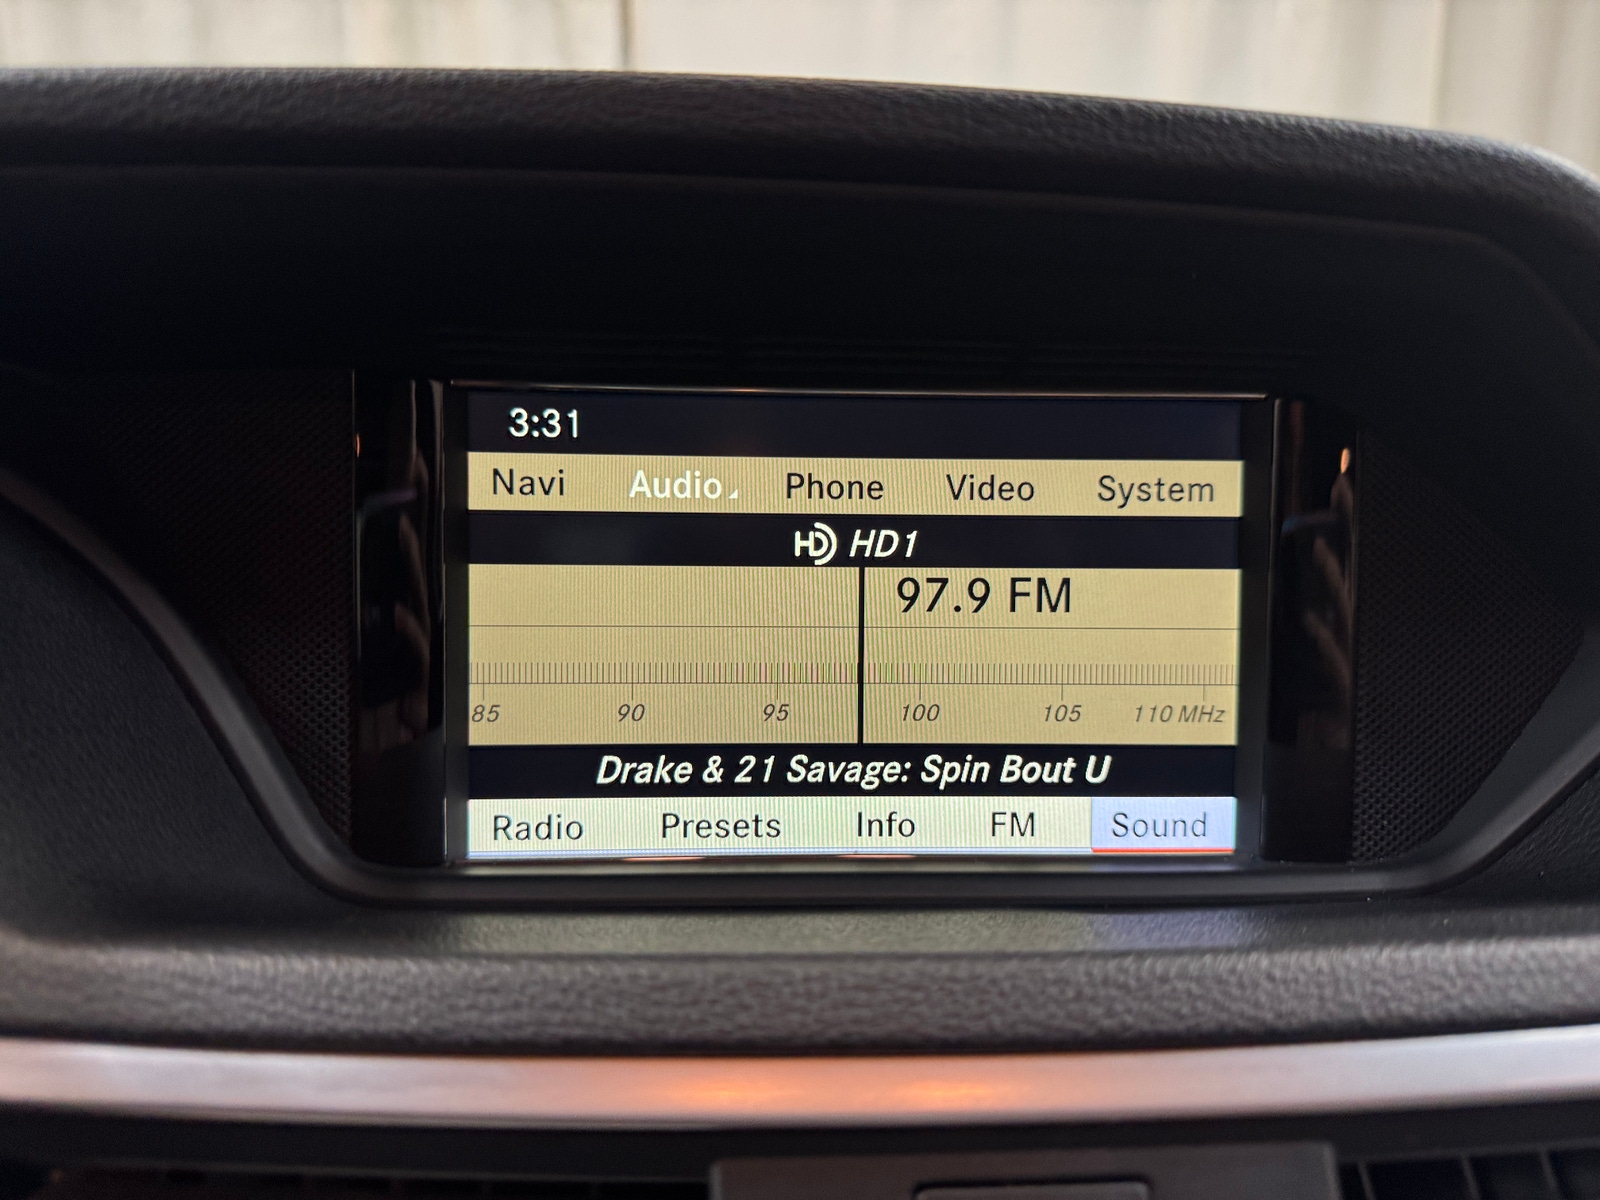 3:31
Navi Audio Phone Video System
HD HD1
97.9 FM
85 90 95 100 105 110 MHz
Drake & 21 Savage: Spin Bout U
Radio Presets Info FM Sound